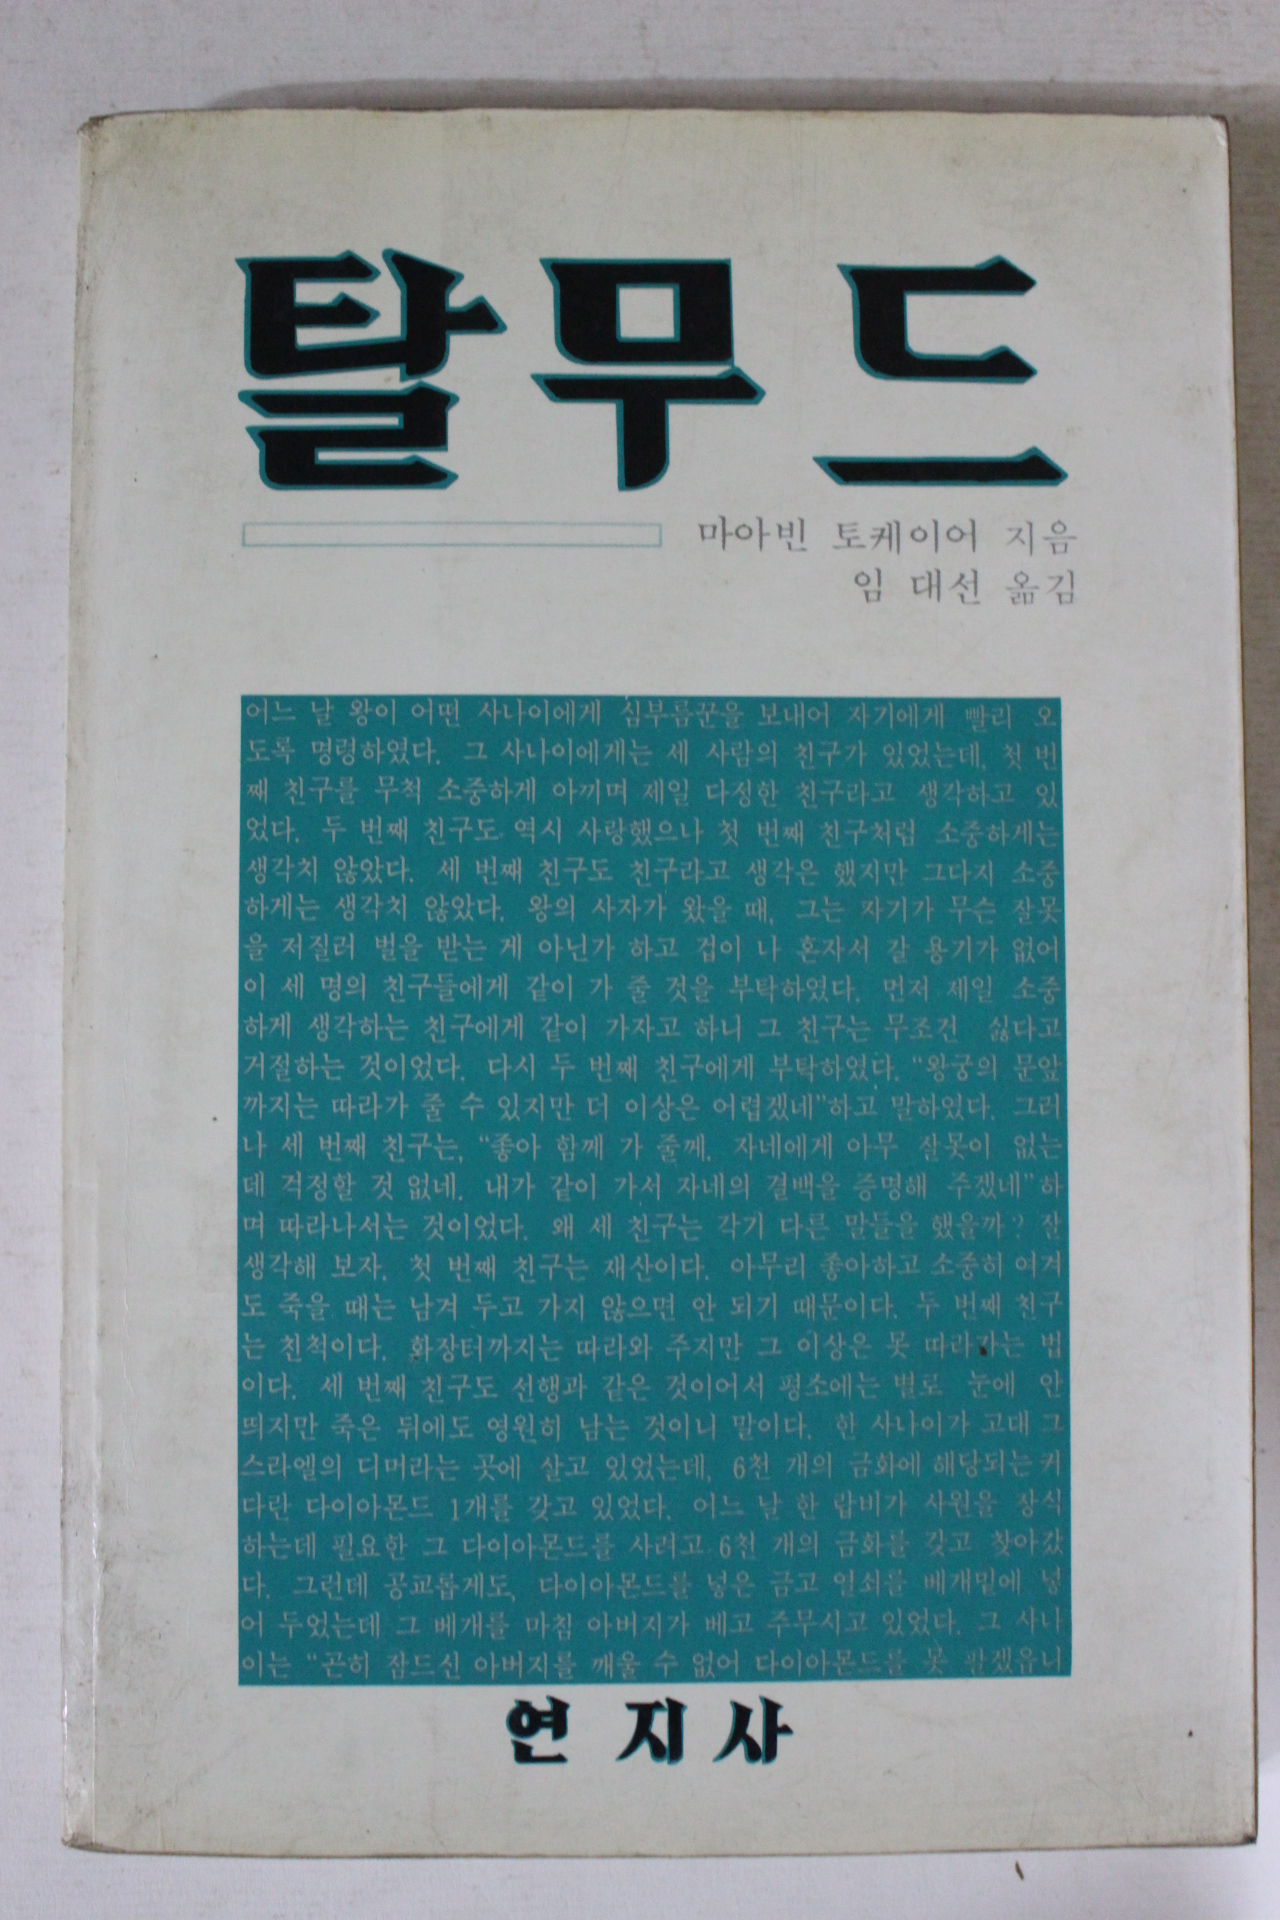 탈무드
마아빈 토케이어 지음
임 대선 옮김
어느 날 왕이 어떤 사나이에게 심부름꾼을 보내어 자기에게 빨리 오
도록 명령하였다. 그 사나이에게는 세 사람의 친구가 있었는데, 첫 번
째 친구를 무척 소중하게 아끼며 제일 다정한 친구라고 생각하고 있
었다. 두 번째 친구도 역시 사랑했으나 첫 번째 친구처럼 소중하게는
생각치 않았다. 세 번째 친구도 친구라고 생각은 했지만 그다지 소중
하게는 생각치 않았다. 왕의 사자가 왔을 때, 그는 자기가 무슨 잘못
을 저질러 벌을 받는 게 아닌가 하고 겁이 나 혼자서 갈 용기가 없어
이 세 명의 친구들에게 같이 가 줄 것을 부탁하였다. 먼저 제일 소중
하게 생각하는 친구에게 같이 가자고 하니 그 친구는 무조건 싫다고
거절하는 것이었다. 다시 두 번째 친구에게 부탁하였다. “왕궁의 문앞
까지는 따라가 줄 수 있지만 더 이상은 어렵겠네”하고 말하였다. 그러
나 세 번째 친구는, “좋아 함께 가 줄께. 자네에게 아무 잘못이 없는
데 걱정할 것 없네. 내가 같이 가서 자네의 결백을 증명해 주겠네”하
며 따라나서는 것이었다. 왜 세 친구는 각기 다른 말들을 했을까? 잘
생각해 보자. 첫 번째 친구는 재산이다. 아무리 좋아하고 소중히 여겨
도 죽을 때는 남겨 두고 가지 않으면 안 되기 때문이다. 두 번째 친구
는 친척이다. 화장터까지는 따라와 주지만 그 이상은 못 따라가는 법
이다. 세 번째 친구도 선행과 같은 것이어서 평소에는 별로 눈에 안
띄지만 죽은 뒤에도 영원히 남는 것이니 말이다. 한 사나이가 고대 그
스라엘의 디머라는 곳에 살고 있었는데, 6천 개의 금화에 해당되는 커
다란 다이아몬드 1개를 갖고 있었다. 어느 날 한 랍비가 사원을 장식
하는데 필요한 그 다이아몬드를 사려고 6천 개의 금화를 갖고 찾아갔
다. 그런데 공교롭게도, 다이아몬드를 넣은 금고 열쇠를 베개밑에 넣
어 두었는데 그 베개를 마침 아버지가 베고 주무시고 있었다. 그 사나
이는 “곤히 잠드신 아버지를 깨울 수 없어 다이아몬드를 못 팔겠읍니
연지사